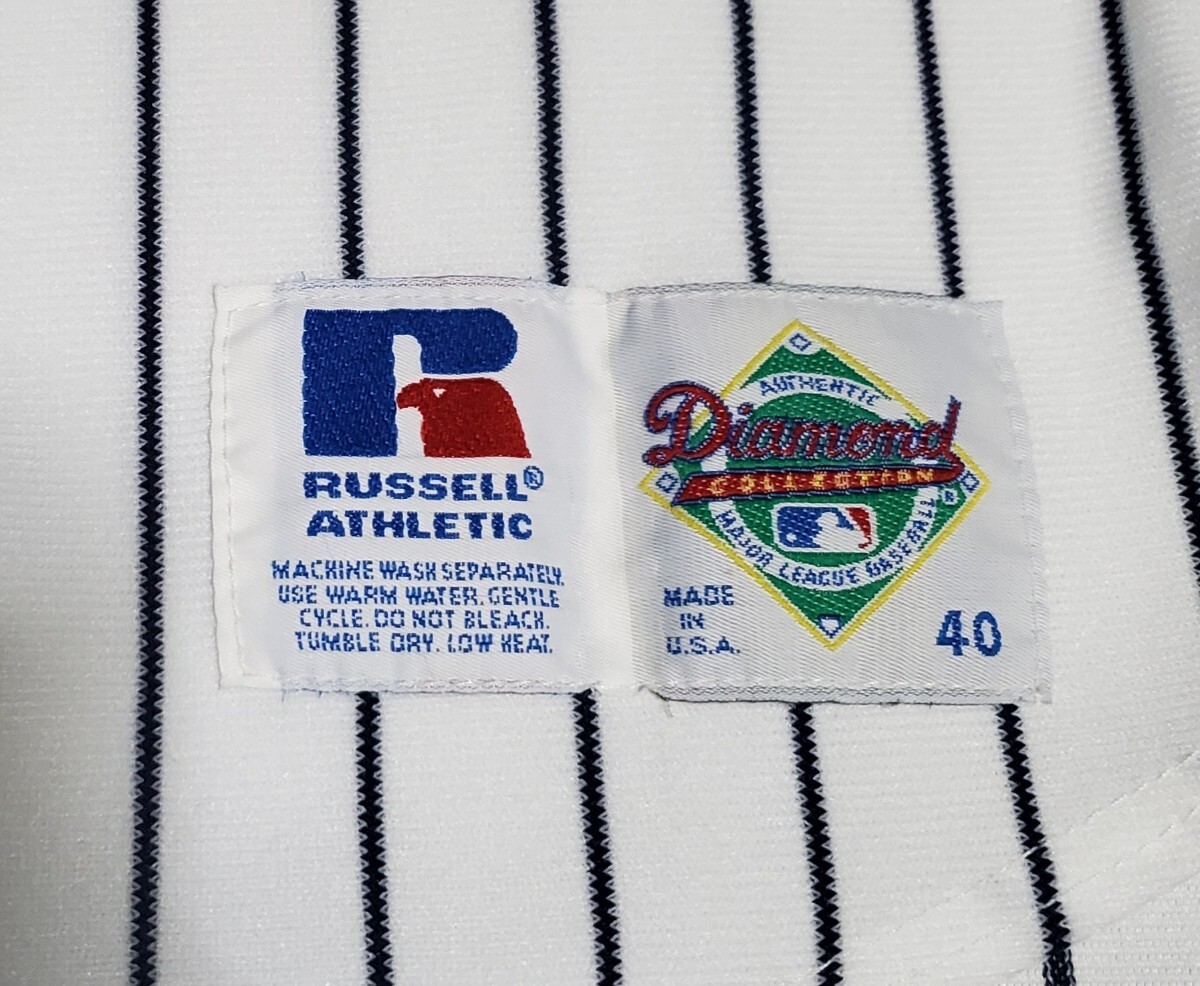 RUSSELL®
ATHLETIC
MACHINE WASH SEPARATELY.
USE WARM WATER. GENTLE
CYCLE. DO NOT BLEACH.
TUMBLE DRY. LOW HEAT.
AUTHENTIC
Diamond
COLLECTION
®
MAJOR LEAGUE BASEBALL
MADE
IN
U.S.A.
40